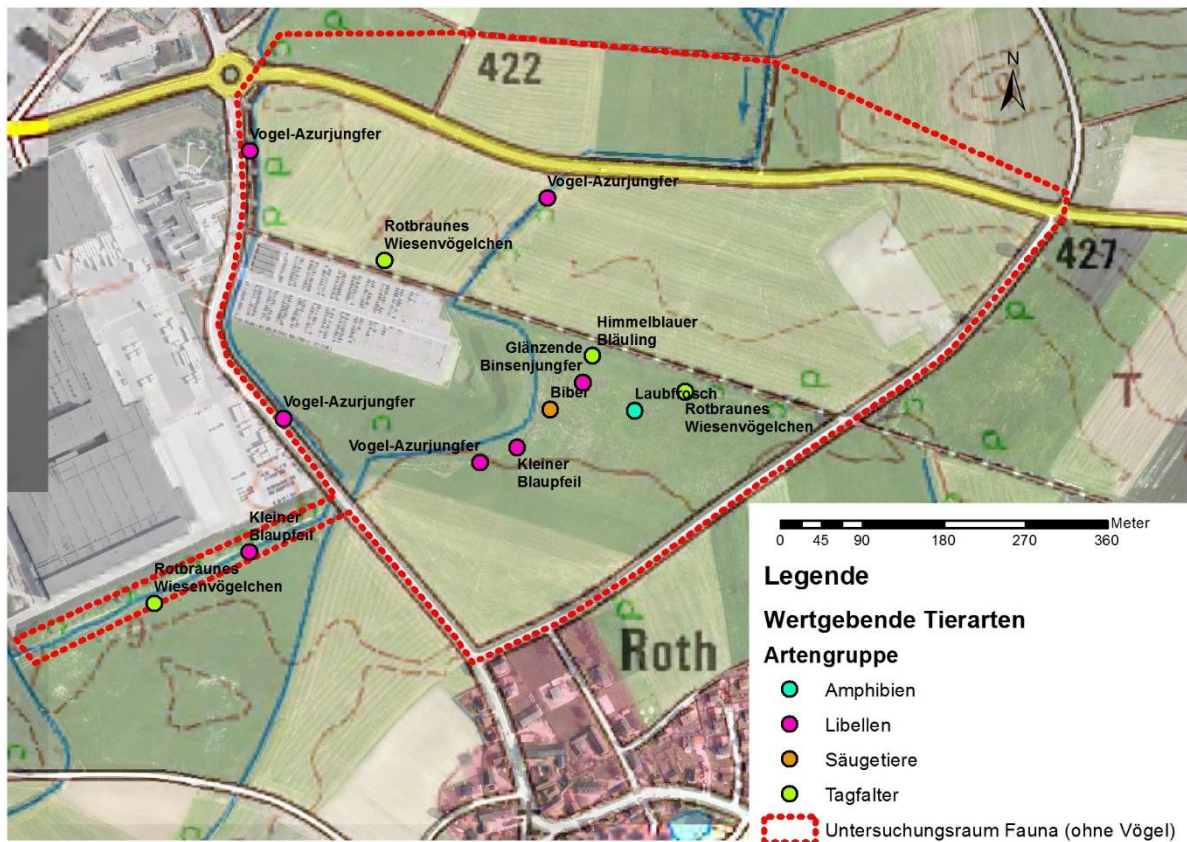 422
N
Vogel-Azurjungfer
Vogel-Azurjungfer
Rotbraunes
Wiesenvögelchen
427
Himmelblauer
Bläuling
Glänzende
Binsenjungfer
Biber
Laubfrosch
Rotbraunes
Wiesenvögelchen
Vogel-Azurjungfer
Vogel-Azurjungfer
Kleiner
Blaupfeil
T
Kleiner
Blaupfeil
Rotbraunes
Wiesenvögelchen
Roth
Meter
0 45 90 180 270 360
Legende
Wertgebende Tierarten
Artengruppe
Amphibien
Libellen
Säugetiere
Tagfalter
Untersuchungsraum Fauna (ohne Vögel)